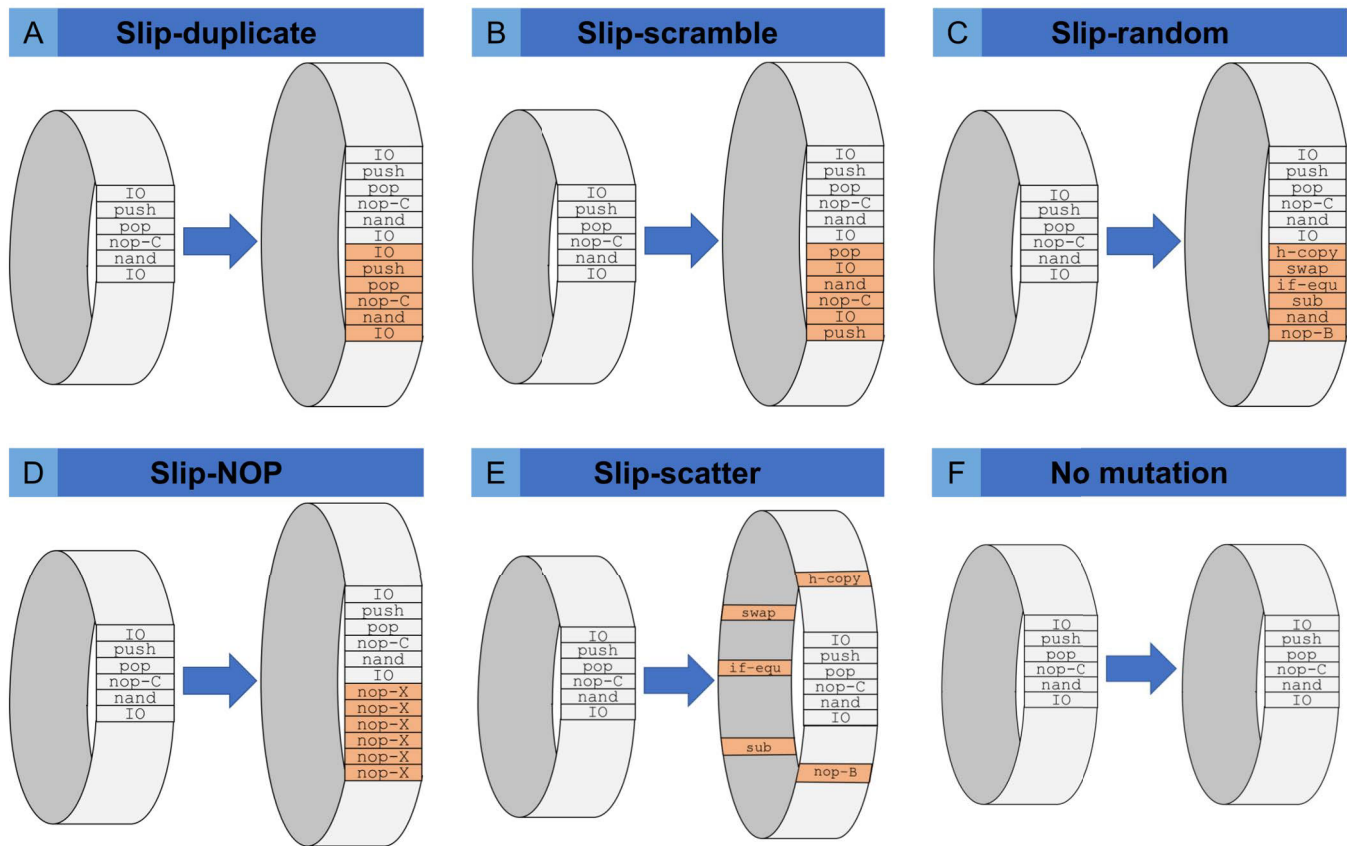 A Slip-duplicate
IO
push
pop
nop-C
nand
IO
IO
push
pop
nop-C
nand
IO
IO
push
pop
nop-C
nand
IO
B Slip-scramble
IO
push
pop
nop-C
nand
IO
IO
push
pop
nop-C
nand
IO
pop
IO
nand
nop-C
IO
push
C Slip-random
IO
push
pop
nop-C
nand
IO
IO
push
pop
nop-C
nand
IO
h-copy
swap
if-equ
sub
nand
nop-B
D Slip-NOP
IO
push
pop
nop-C
nand
IO
IO
push
pop
nop-C
nand
IO
nop-X
nop-X
nop-X
nop-X
nop-X
nop-X
E Slip-scatter
IO
push
pop
nop-C
nand
IO
h-copy
swap
if-equ
sub
IO
push
pop
nop-C
nand
IO
nop-B
F No mutation
IO
push
pop
nop-C
nand
IO
IO
push
pop
nop-C
nand
IO